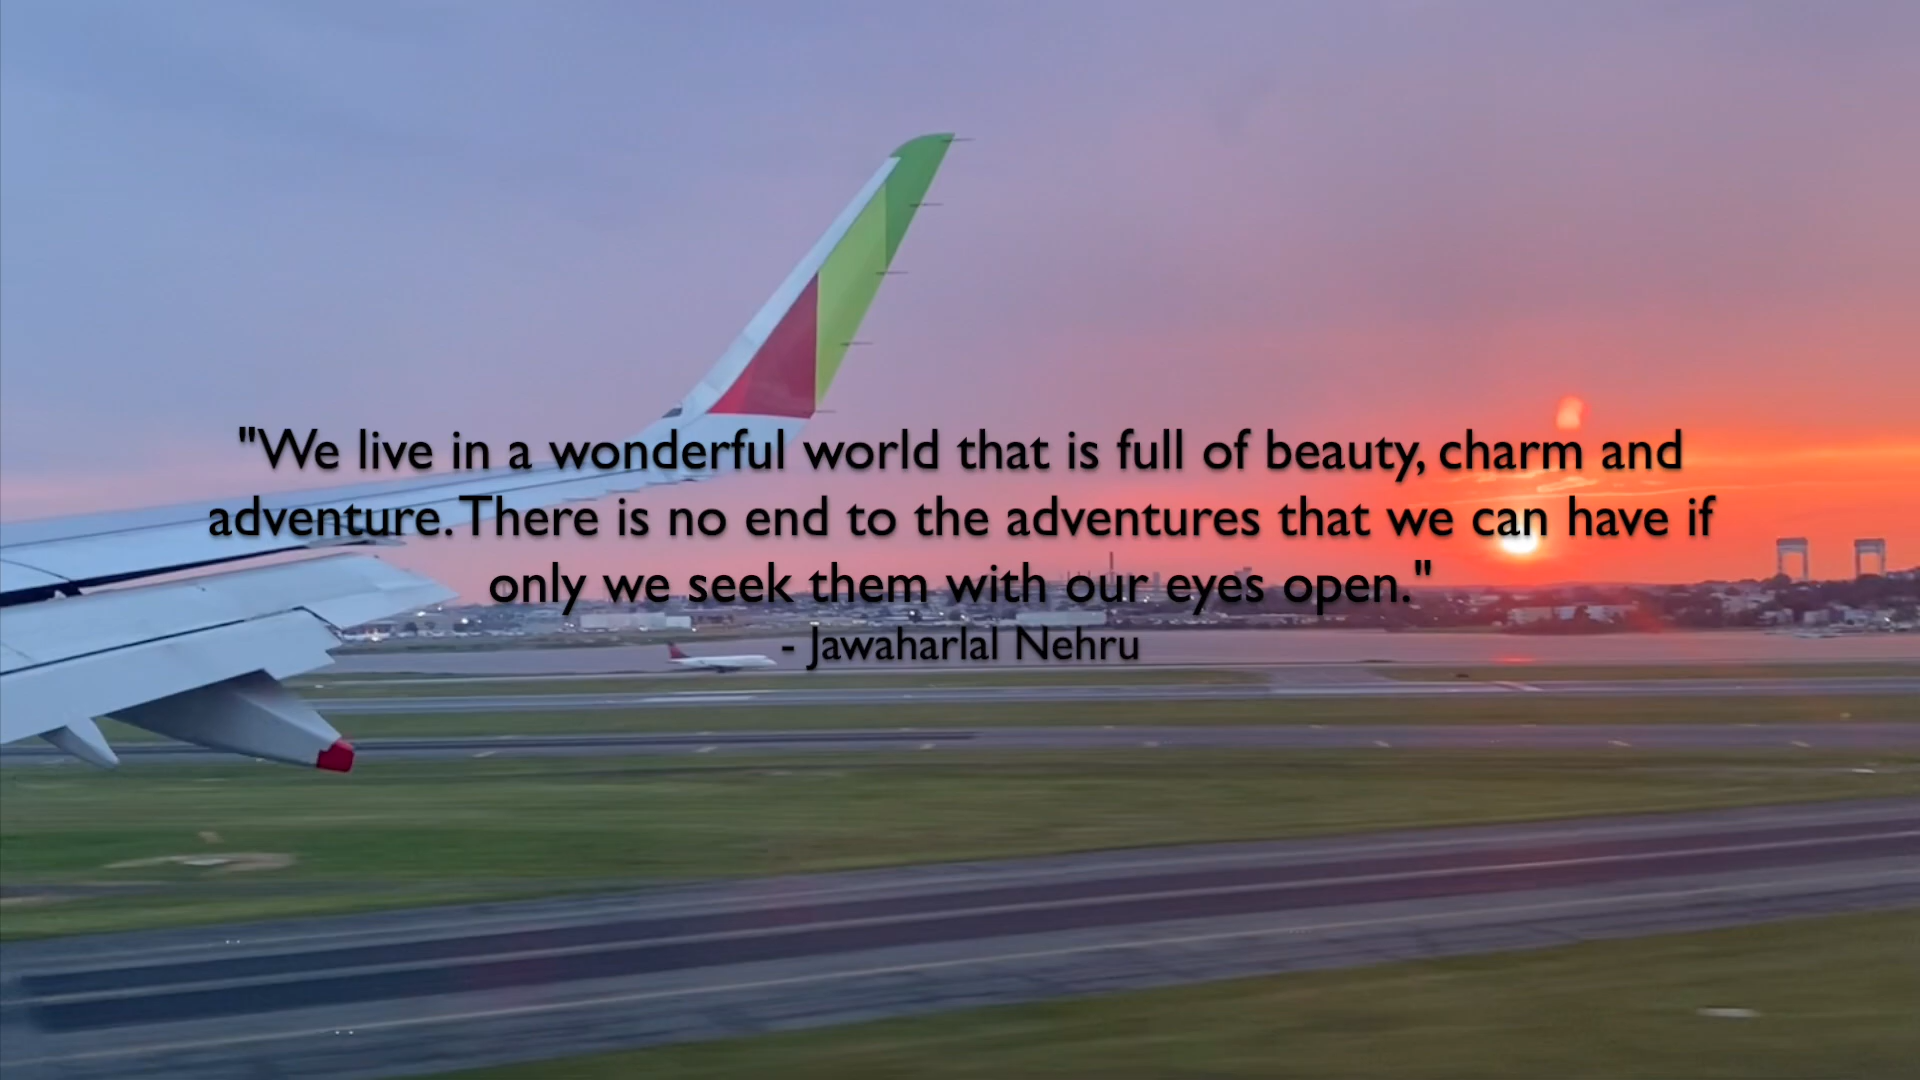 "We live in a wonderful world that is full of beauty, charm and
adventure. There is no end to the adventures that we can have if
only we seek them with our eyes open."
- Jawaharlal Nehru